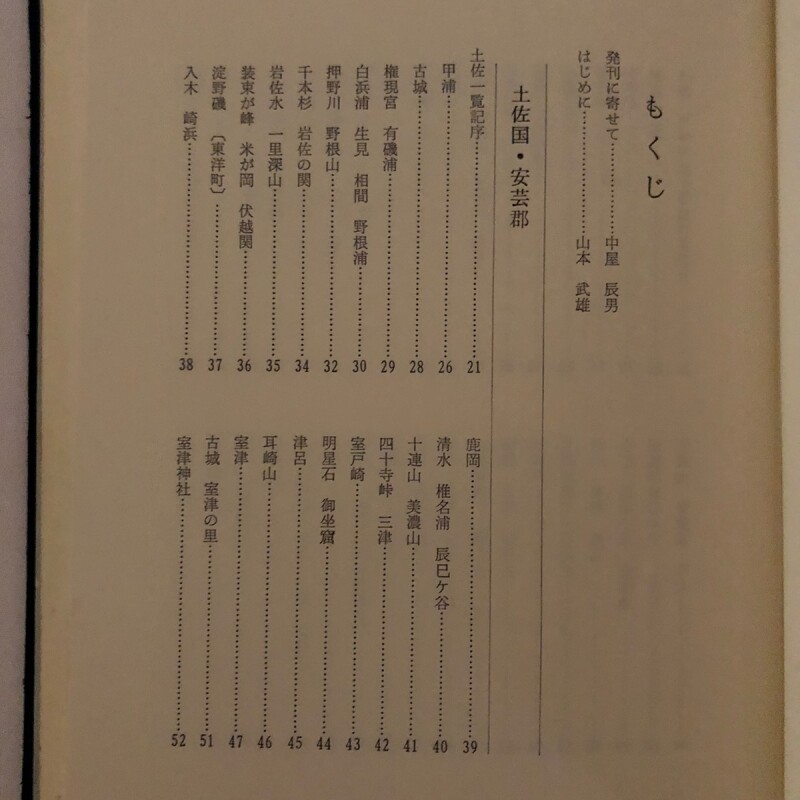 もくじ
発刊に寄せて……………中屋 辰男
はじめに……………山本 武雄
土佐国・安芸郡
土佐一覧記序……………21
甲浦……………26
古城……………28
権現宮 有磯浦……………29
白浜浦 生見 相間 野根浦……………30
押野川 野根山……………32
千本杉 岩佐の関……………34
岩佐水 一里深山……………35
装束が峰 米が岡 伏越関……………36
淀野磯 〔東洋町〕……………37
入木 崎浜……………38
鹿岡……………39
清水 椎名浦 辰巳ケ谷……………40
十連山 美濃山……………41
四十寺峠 三津……………42
室戸崎……………43
明星石 御坐窟……………44
津呂……………45
耳崎山……………46
室津……………47
古城 室津の里……………51
室津神社……………52